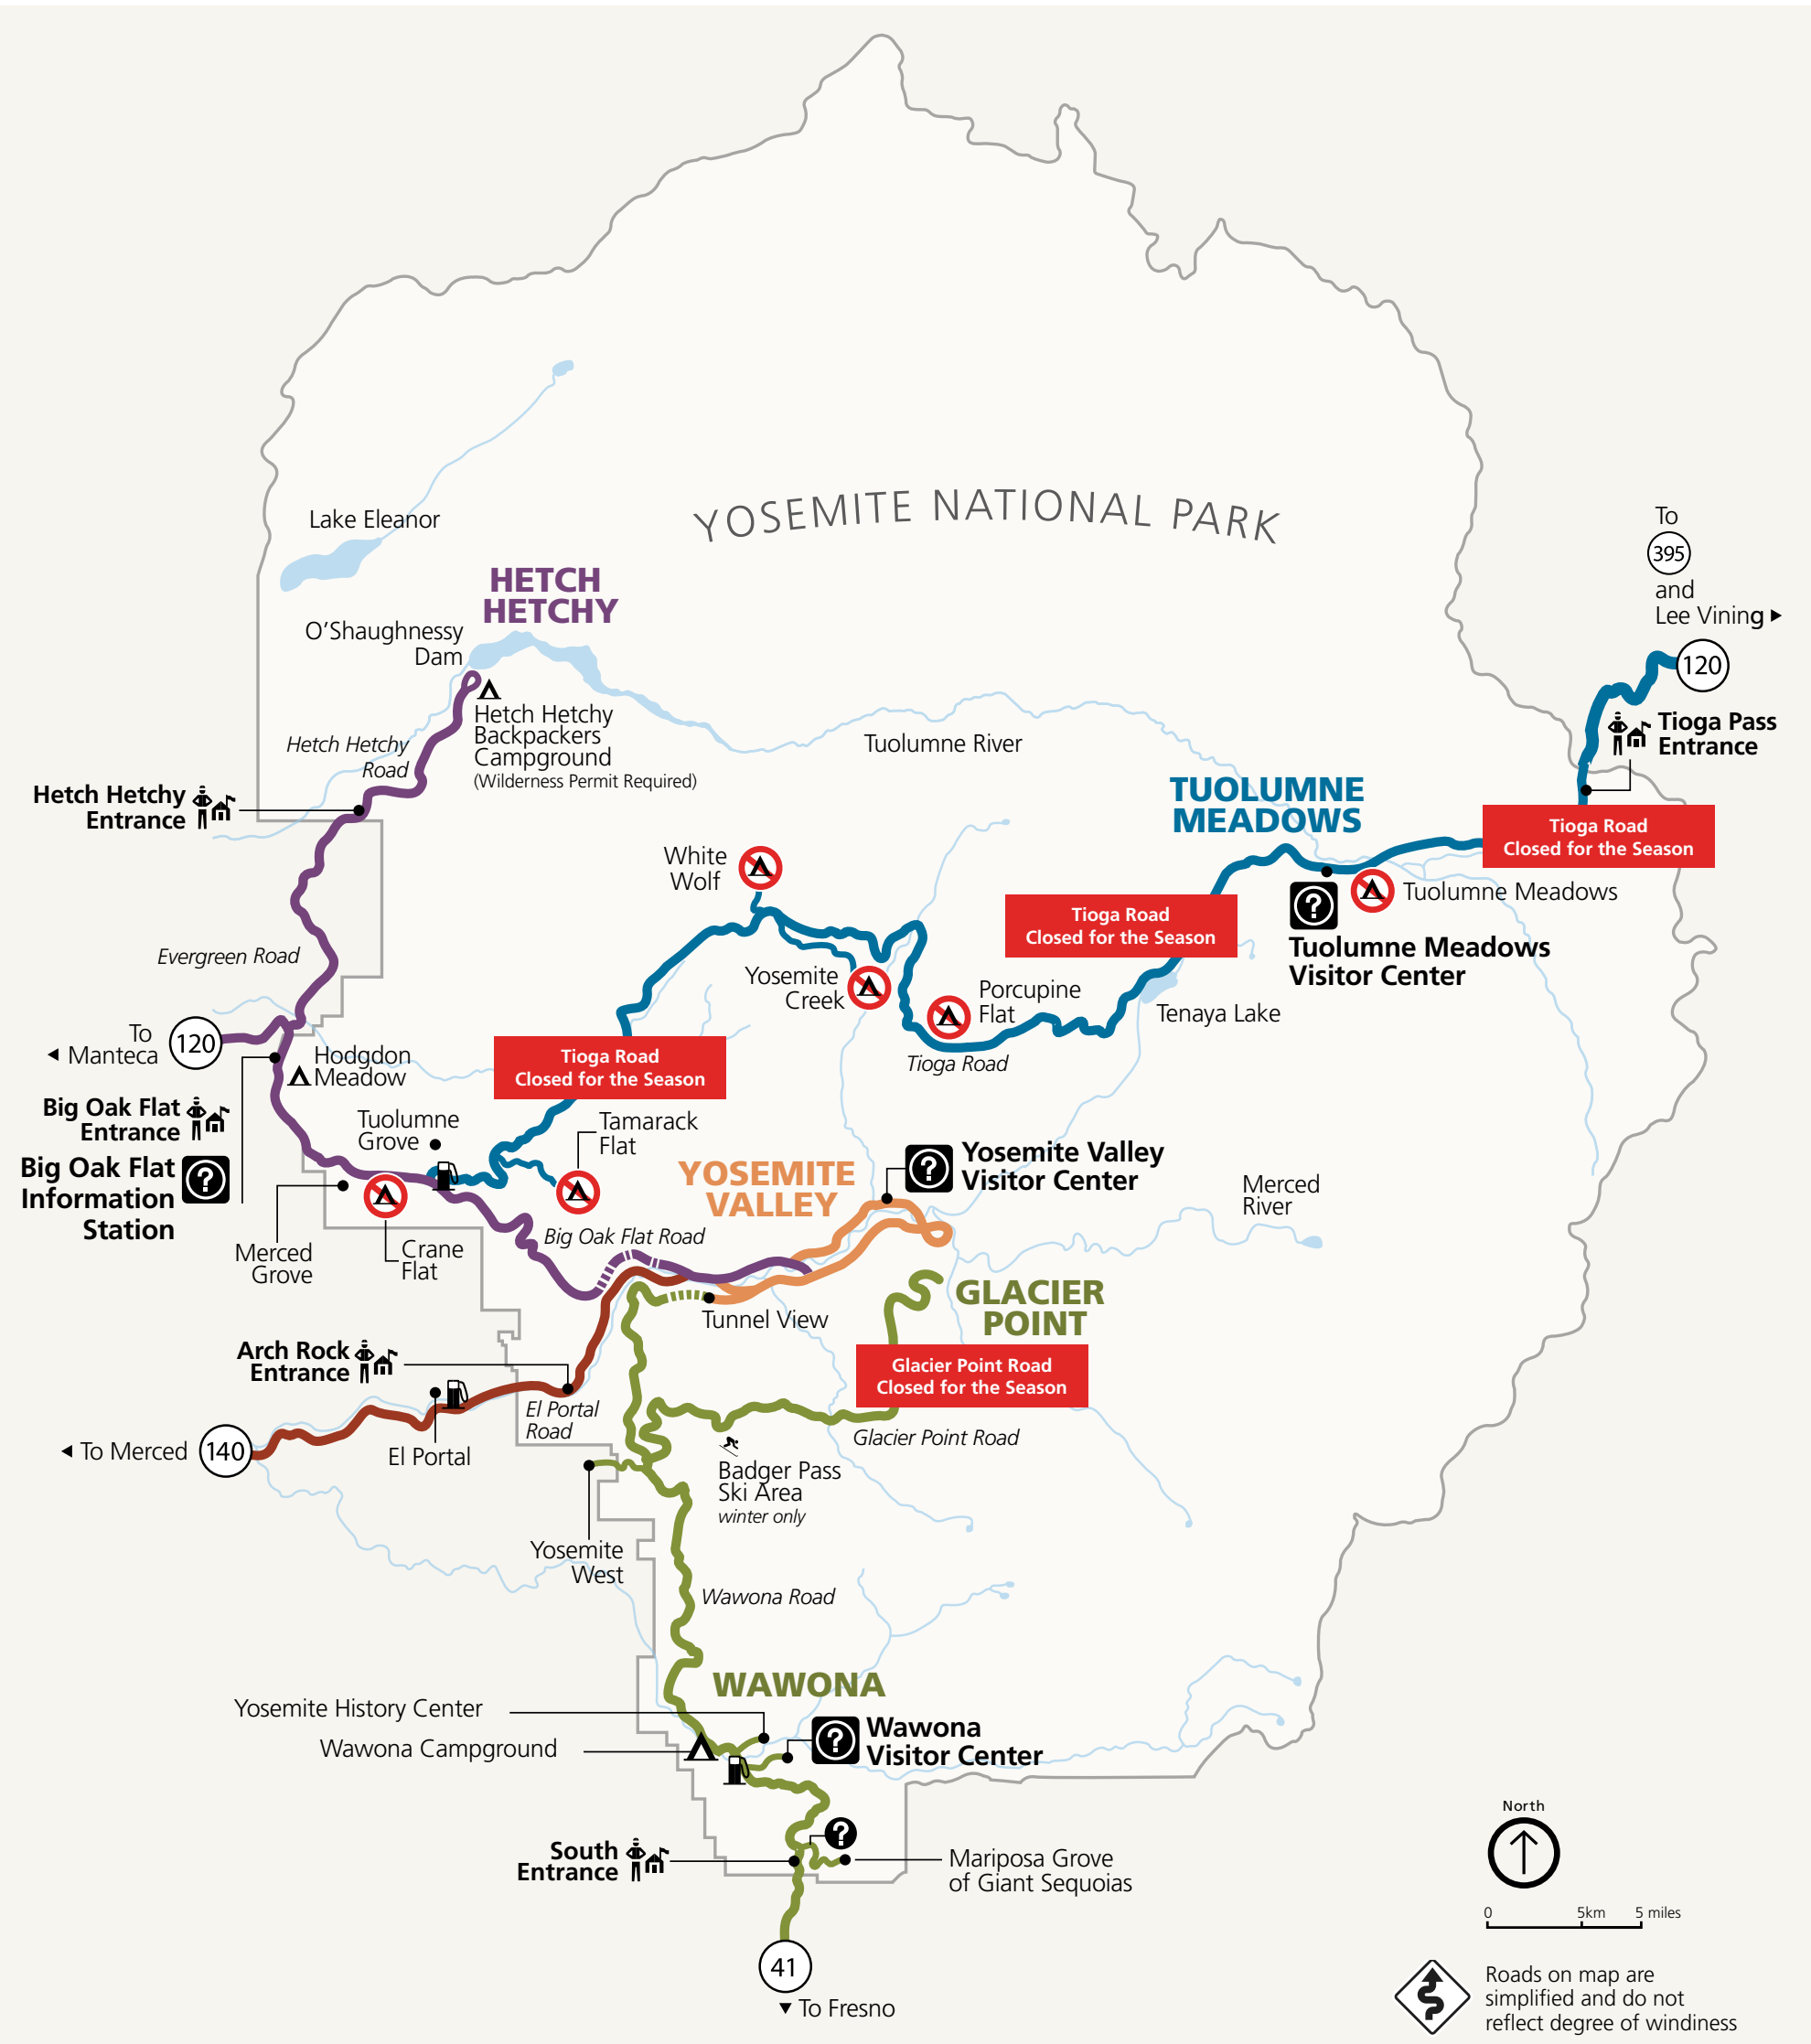 YOSEMITE NATIONAL PARK
Lake Eleanor
HETCH
HETCHY
O'Shaughnessy
Dam
Hetch Hetchy
Backpackers
Campground
(Wilderness Permit Required)
Hetch Hetchy
Road
Hetch Hetchy
Entrance
Tuolumne River
To
395
and
Lee Vining
120
Tioga Pass
Entrance
TUOLUMNE
MEADOWS
Tioga Road
Closed for the Season
White
Wolf
Tuolumne Meadows
?
Tioga Road
Closed for the Season
Tuolumne Meadows
Visitor Center
Evergreen Road
Yosemite
Creek
Porcupine
Flat
Tenaya Lake
To
Manteca
120
Hodgdon
Meadow
Tioga Road
Closed for the Season
Tioga Road
Big Oak Flat
Entrance
Tuolumne
Grove
Tamarack
Flat
Big Oak Flat
Information
Station
?
YOSEMITE
VALLEY
?
Yosemite Valley
Visitor Center
Merced
River
Merced
Grove
Crane
Flat
Big Oak Flat Road
Tunnel View
GLACIER
POINT
Arch Rock
Entrance
Glacier Point Road
Closed for the Season
El Portal
Road
Glacier Point Road
To Merced
140
El Portal
Badger Pass
Ski Area
winter only
Yosemite
West
Wawona Road
WAWONA
Yosemite History Center
Wawona Campground
?
Wawona
Visitor Center
South
Entrance
?
Mariposa Grove
of Giant Sequoias
41
To Fresno
North
0
5km
5 miles
Roads on map are
simplified and do not
reflect degree of windiness